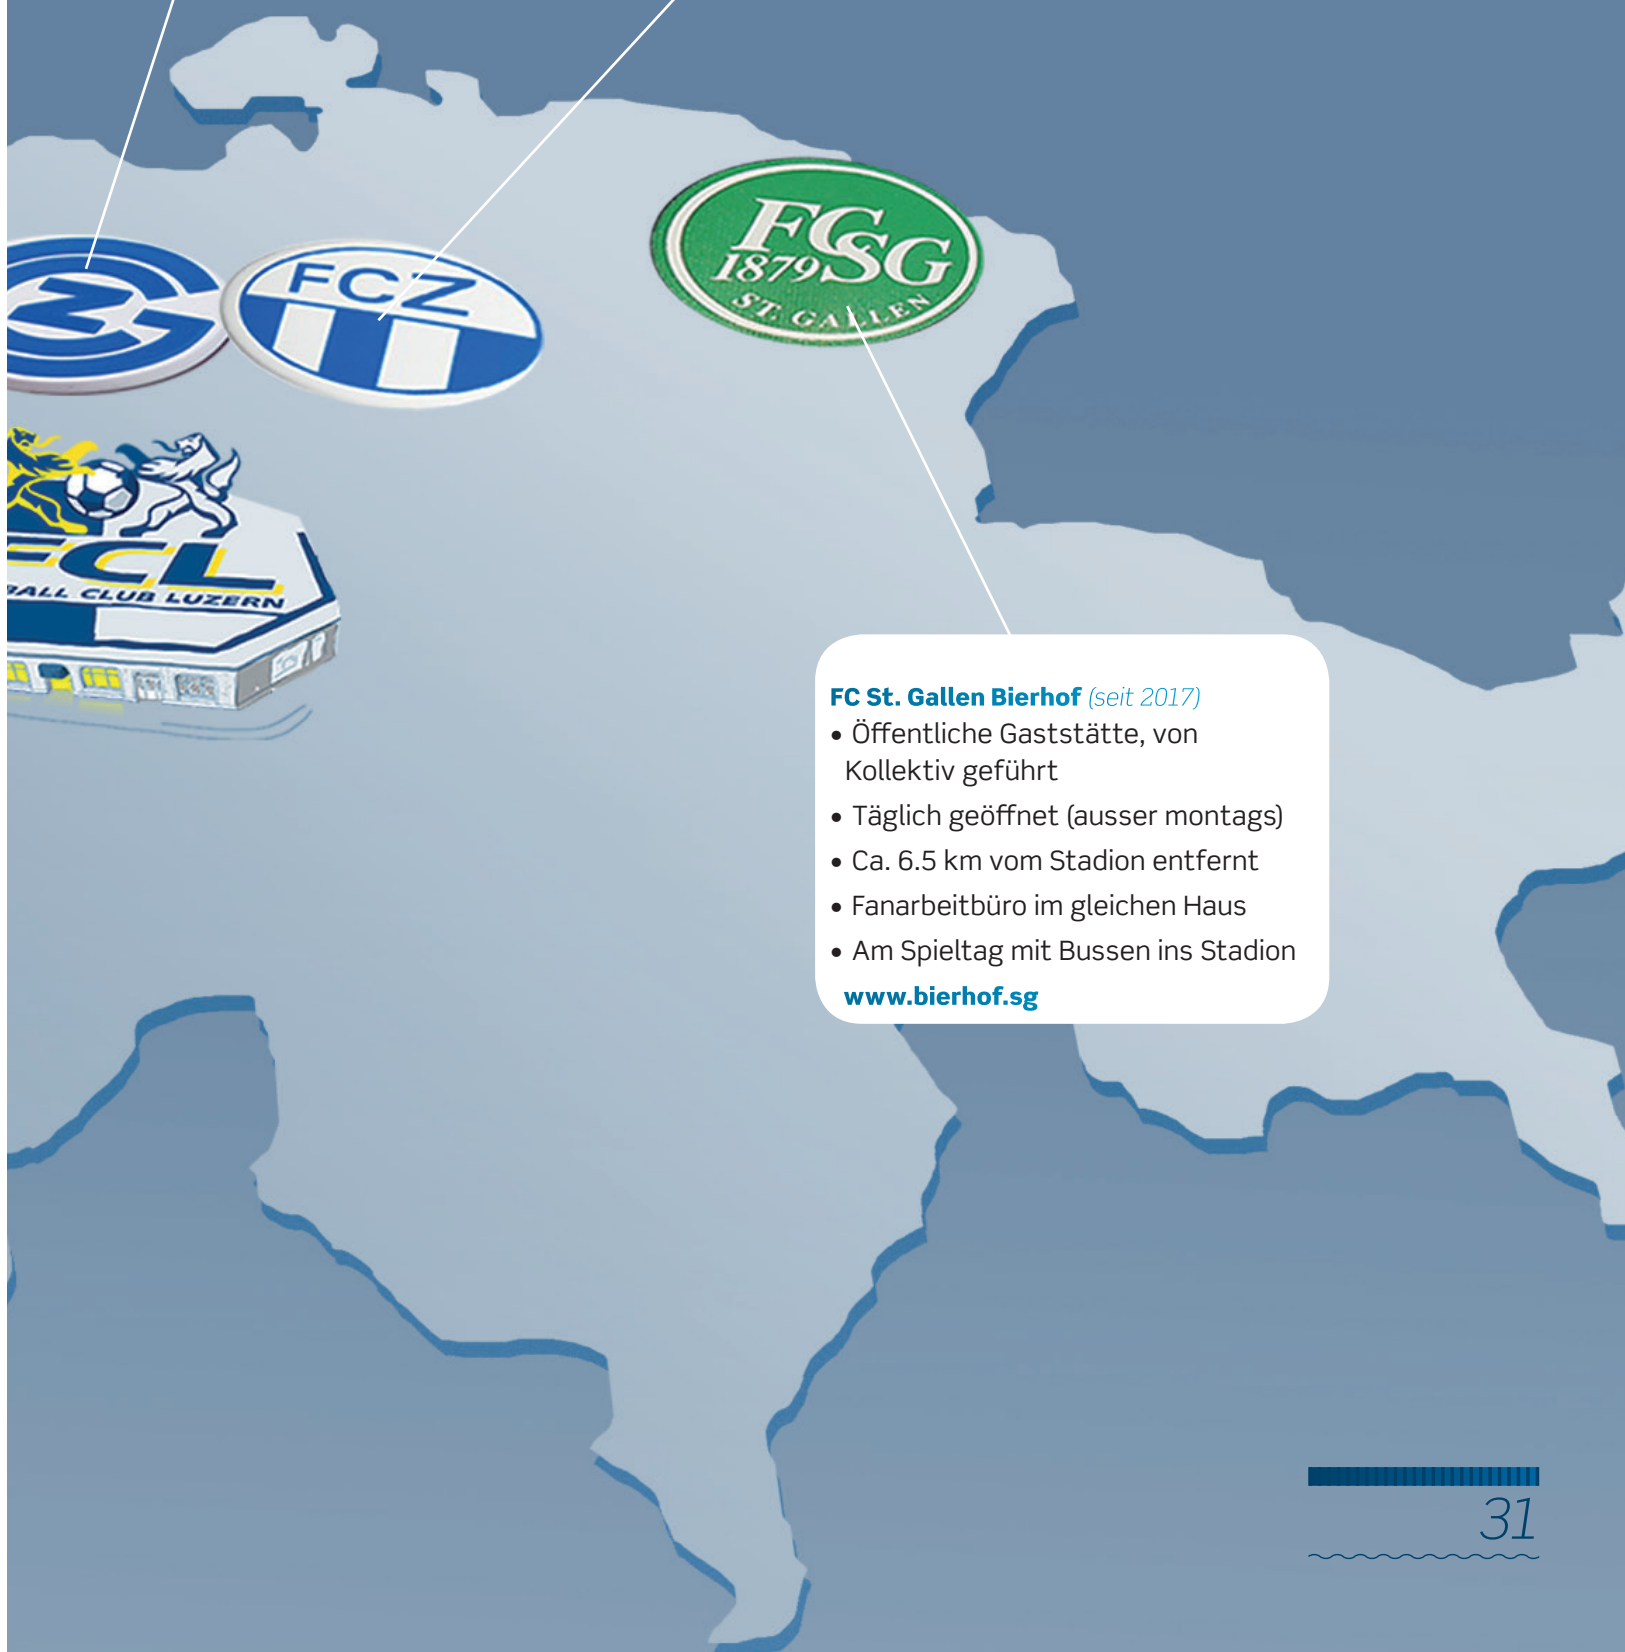 FCZ
FCSG
1879
ST. GALLEN
FCL
BALL CLUB LUZERN
FC St. Gallen Bierhof (seit 2017)
• Öffentliche Gaststätte, von
Kollektiv geführt
• Täglich geöffnet (ausser montags)
• Ca. 6.5 km vom Stadion entfernt
• Fanarbeitbüro im gleichen Haus
• Am Spieltag mit Bussen ins Stadion
www.bierhof.sg
31